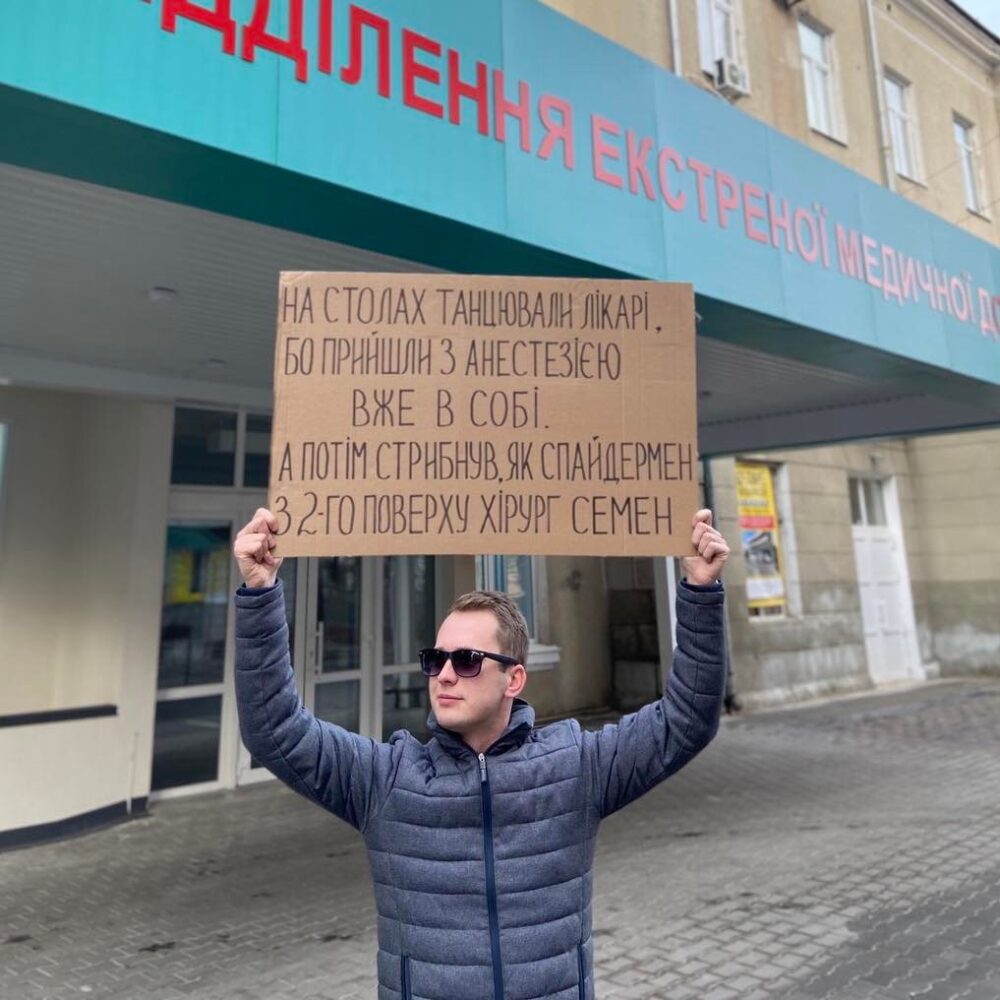 ЕКСТРЕНОЇ МЕДИЧНОЇ
НА СТОЛАХ ТАНЦЮВАЛИ ЛІКАРІ,
БО ПРИЙШЛИ З АНЕСТЕЗІЄЮ
ВЖЕ В СОБІ.
А ПОТІМ СТРИБНУВ, ЯК СПАЙДЕРМЕН
З 2-ГО ПОВЕРХУ ХІРУРГ СЕМЕН